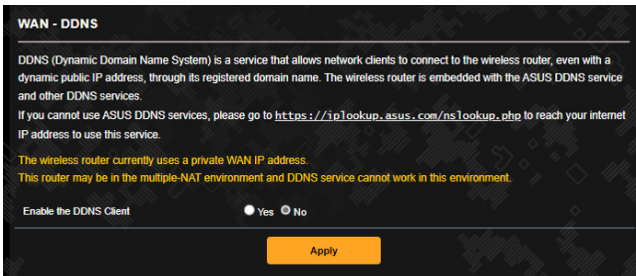 WAN - DDNS
DDNS (Dynamic Domain Name System) is a service that allows network clients to connect to the wireless router, even with a
dynamic public IP address, through its registered domain name. The wireless router is embedded with the ASUS DDNS service
and other DDNS services.
If you cannot use ASUS DDNS services, please go to https://iplookup.asus.com/nslookup.php to reach your internet
IP address to use this service.
The wireless router currently uses a private WAN IP address.
This router may be in the multiple-NAT environment and DDNS service cannot work in this environment.
Enable the DDNS Client Yes No
Apply